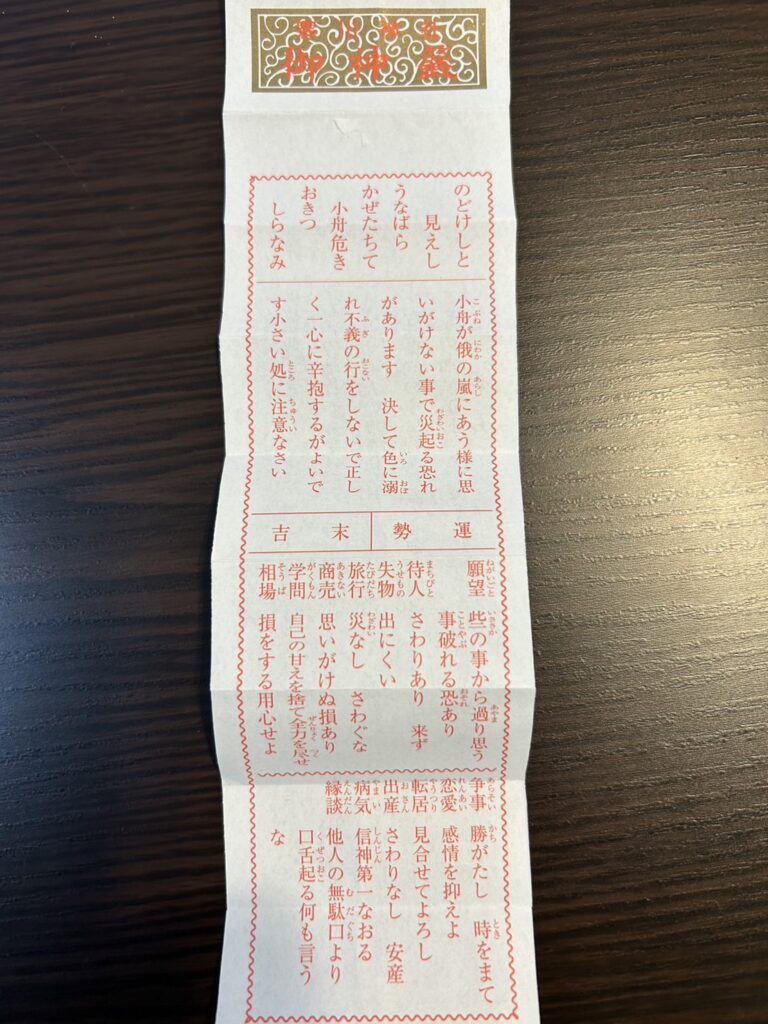 御神籤
のどけしと
見えし
うなばら
かぜたちて
小舟危き
おきつ
しらなみ
小舟が俄の嵐にあう様に思
いがけない事で災起る恐れ
があります　決して色に溺
れ不義の行をしないで正し
く一心に辛抱するがよいで
す小さい処に注意なさい
運勢
末吉
願望　些の事から過り思う
事破れる恐あり
待人　さわりあり　来ず
失物　出にくい
旅行　災なし　さわぐな
商売　思いがけぬ損あり
学問　自己の甘えを捨て全力を尽せ
相場　損をする用心せよ
争事　勝がたし　時をまて
恋愛　感情を抑えよ
転居　見合せてよろし
出産　さわりなし　安産
病気　信神第一なおる
縁談　他人の無駄口より
口舌起る何も言う
な